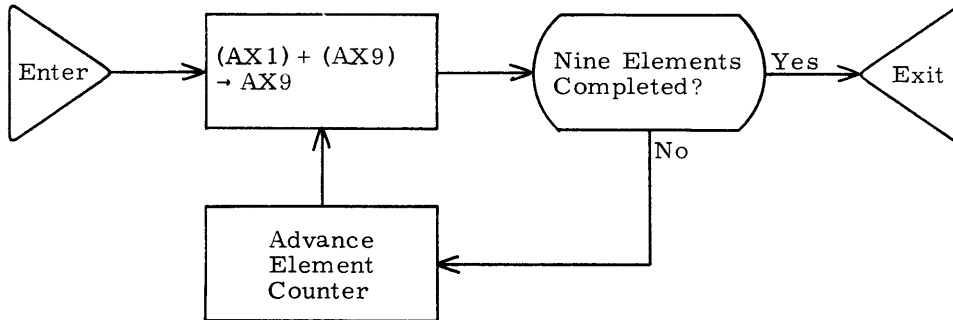 Enter
(AX1) + (AX9)
→ AX9
Nine Elements
Completed?
Yes
Exit
No
Advance
Element
Counter